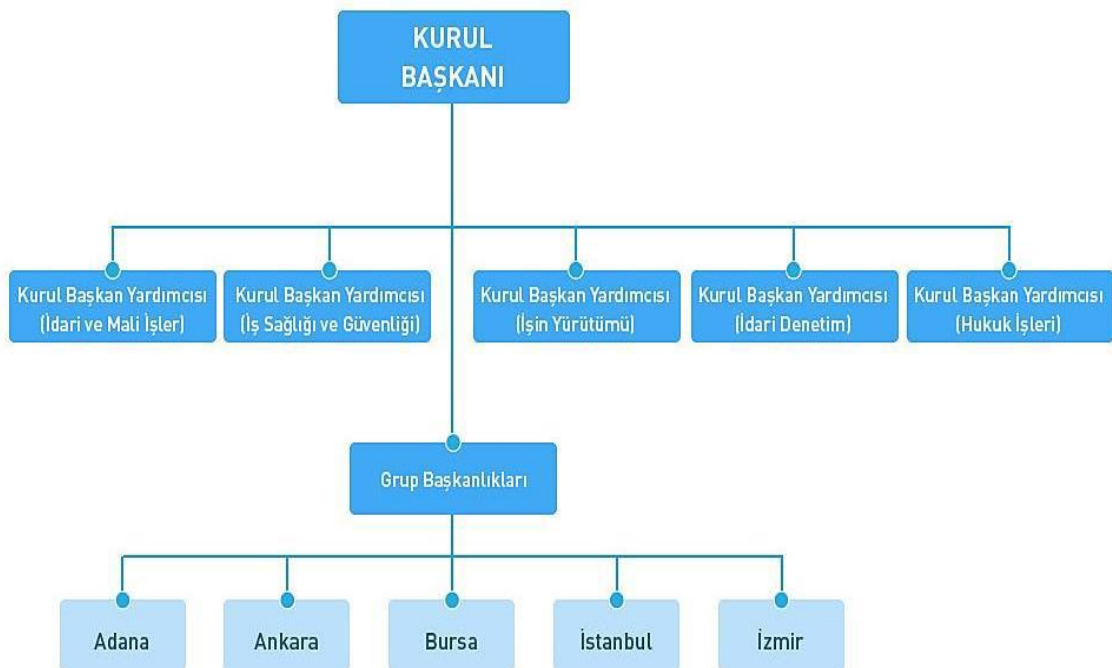 KURUL
BAŞKANI
Kurul Başkan Yardımcısı
(İdari ve Mali İşler)
Kurul Başkan Yardımcısı
(İş Sağlığı ve Güvenliği)
Kurul Başkan Yardımcısı
(İşin Yürütümü)
Kurul Başkan Yardımcısı
(İdari Denetim)
Kurul Başkan Yardımcısı
(Hukuk İşleri)
Grup Başkanlıkları
Adana
Ankara
Bursa
İstanbul
İzmir